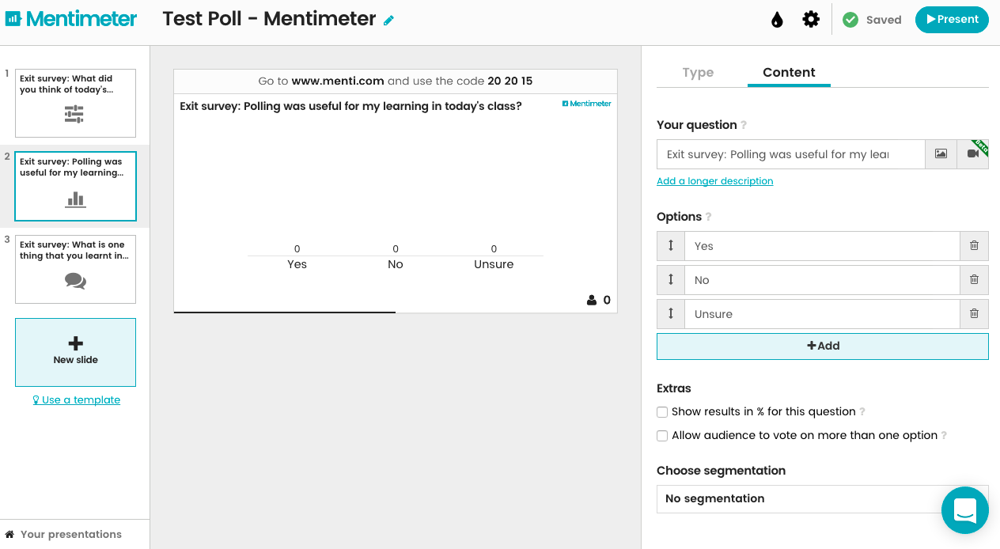 Mentimeter
Test Poll - Mentimeter
Saved
Present
1
Exit survey: What did
you think of today's...
2
Exit survey: Polling was
useful for my learning...
3
Exit survey: What is one
thing that you learnt in...
New slide
Use a template
Your presentations
Go to www.menti.com and use the code 20 20 15
Exit survey: Polling was useful for my learning in today's class?
Mentimeter
0 0 0
Yes No Unsure
0
Type Content
Your question ?
Exit survey: Polling was useful for my lear
Beta
Add a longer description
Options ?
Yes
No
Unsure
+Add
Extras
Show results in % for this question ?
Allow audience to vote on more than one option ?
Choose segmentation
No segmentation